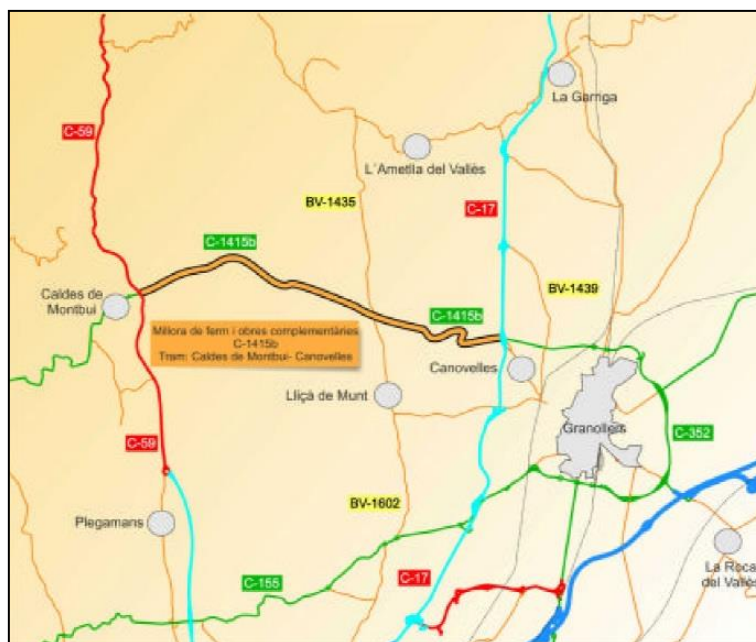 La Garriga
C-59
L´Ametlla del Vallès
BV-1435
C-17
C-1415b
Caldes de
Montbui
BV-1439
C-1415b
Millora de ferm i obres complementàries
C-1415b
Tram: Caldes de Montbui- Canovelles
Canovelles
Lliçà de Munt
Granollers
C-352
C-59
BV-1602
Plegamans
La Roca
del Vallès
C-155
C-17